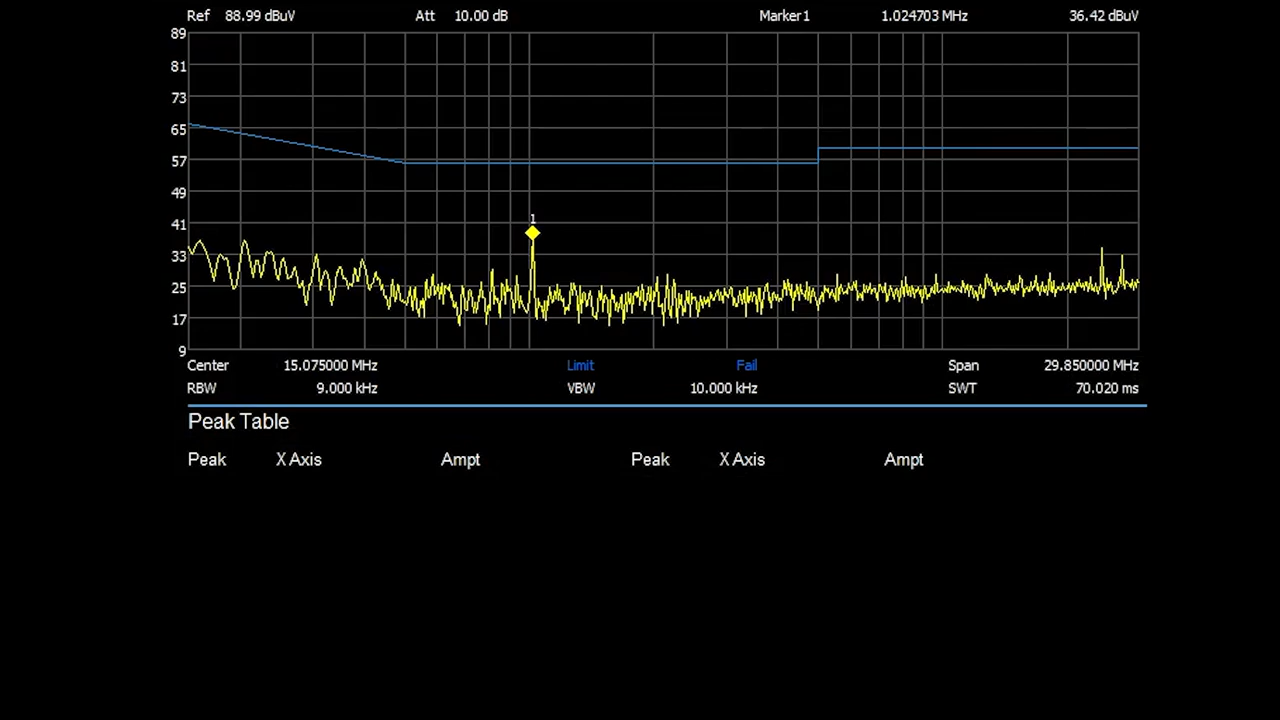 Ref 88.99 dBuV Att 10.00 dB Marker1 1.024703 MHz 36.42 dBuV
89
81
73
65
57
49
1
41
33
25
17
9
Center 15.075000 MHz Limit Fail Span 29.850000 MHz
RBW 9.000 kHz VBW 10.000 kHz SWT 70.020 ms
Peak Table
Peak X Axis Ampt Peak X Axis Ampt